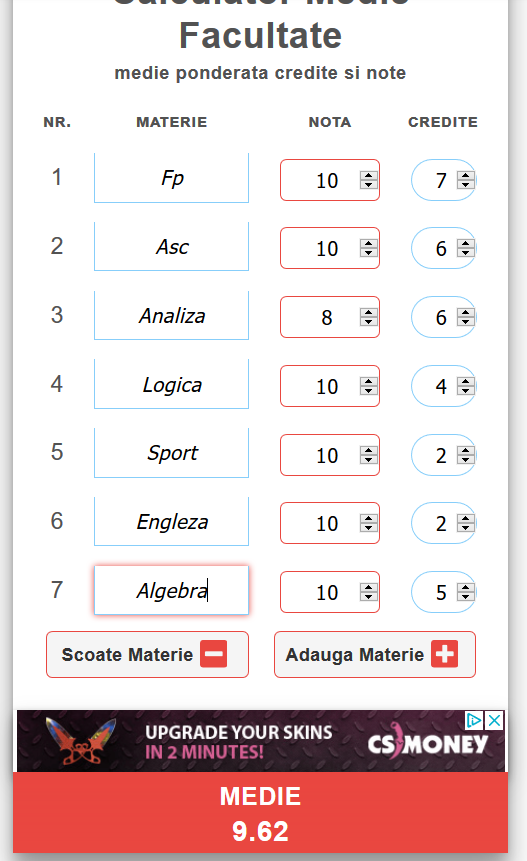 Calculator Medie
Facultate
medie ponderata credite si note
NR. MATERIE NOTA CREDITE
1 Fp 10 7
2 Asc 10 6
3 Analiza 8 6
4 Logica 10 4
5 Sport 10 2
6 Engleza 10 2
7 Algebra 10 5
Scoate Materie Adauga Materie
UPGRADE YOUR SKINS
IN 2 MINUTES!
CS MONEY
MEDIE
9.62